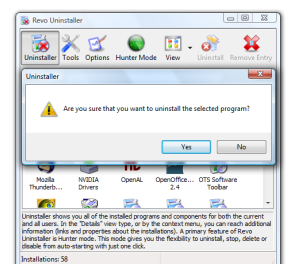 Revo Uninstaller
Uninstaller Tools Options Hunter Mode View Uninstall Remove Entry
Uninstaller
Are you sure that you want to uninstall the selected program?
Yes No
Mozilla Thunderb...
NVIDIA Drivers
OpenAL
OpenOffice... 2.4
OTS Software Toolbar
Uninstaller shows you all of the installed programs and components for both the current
and all users. In the "Details" view type, or by the context menu, you can reach additional
information (links and properties about the installations). A primary feature of Revo
Uninstaller is Hunter mode. This mode gives you the flexibility to uninstall, stop, delete or
disable from auto-starting with just one click.
Installations: 58